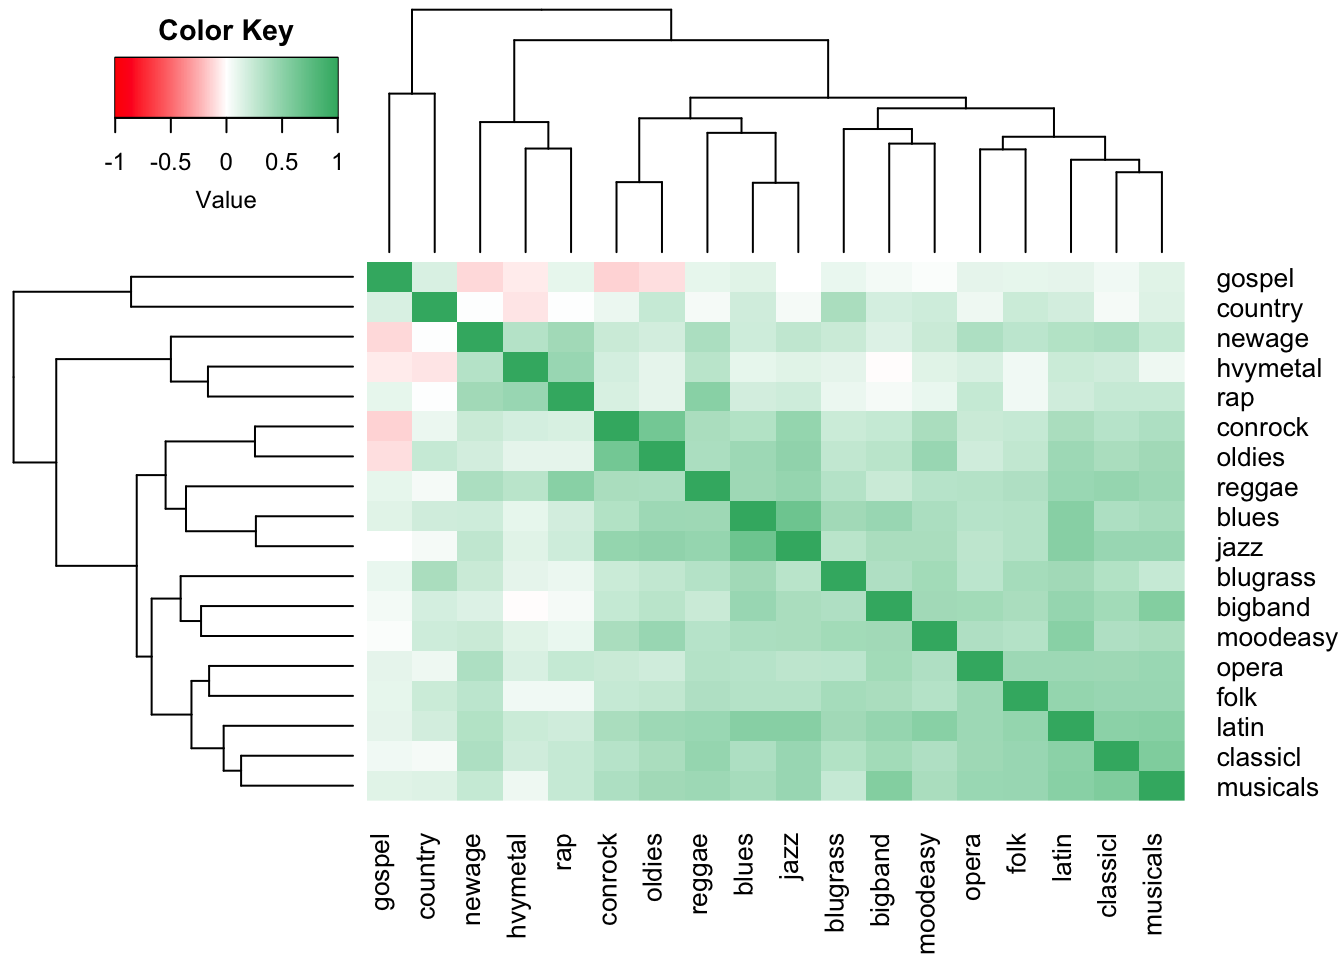 Color Key
-1 -0.5 0 0.5 1
Value
gospel
country
newage
hvymetal
rap
conrock
oldies
reggae
blues
jazz
blugrass
bigband
moodeasy
opera
folk
latin
classicl
musicals
gospel
country
newage
hvymetal
rap
conrock
oldies
reggae
blues
jazz
blugrass
bigband
moodeasy
opera
folk
latin
classicl
musicals